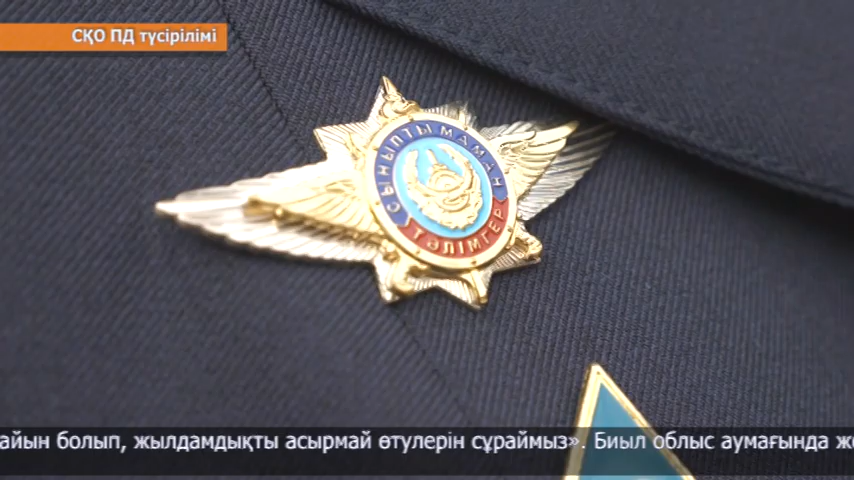 СҚО ПД түсірілімі
СЫНЫПТЫ МАМАН
ТӘЛІМГЕР
айын болып, жылдамдықты асырмай өтулерін сұраймыз». Биыл облыс аумағында